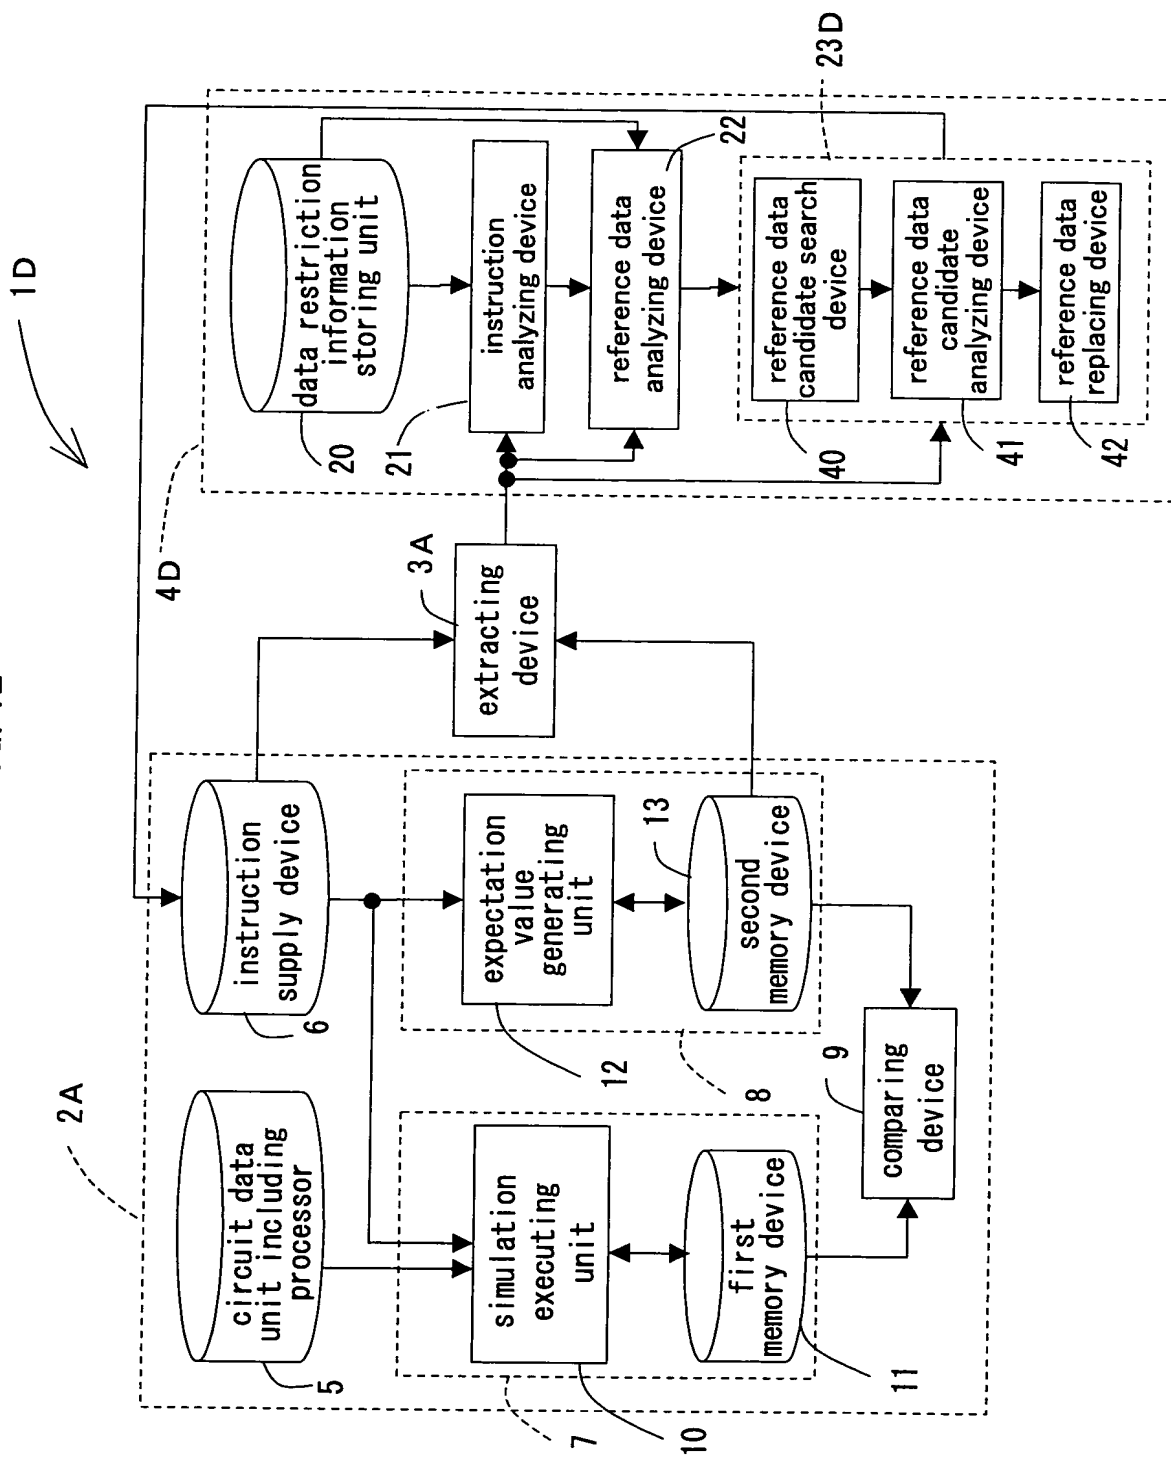 1D
2A
circuit data
unit including
processor
5
instruction
supply device
6
simulation
executing
unit
10
7
first
memory device
11
expectation
value
generating
unit
12
8
second
memory device
13
comparing
device
9
extracting
device
3A
4D
data restriction
information
storing unit
20
instruction
analyzing device
21
reference data
analyzing device
22
23D
reference data
candidate search
device
40
reference data
candidate
analyzing device
41
reference data
replacing device
42